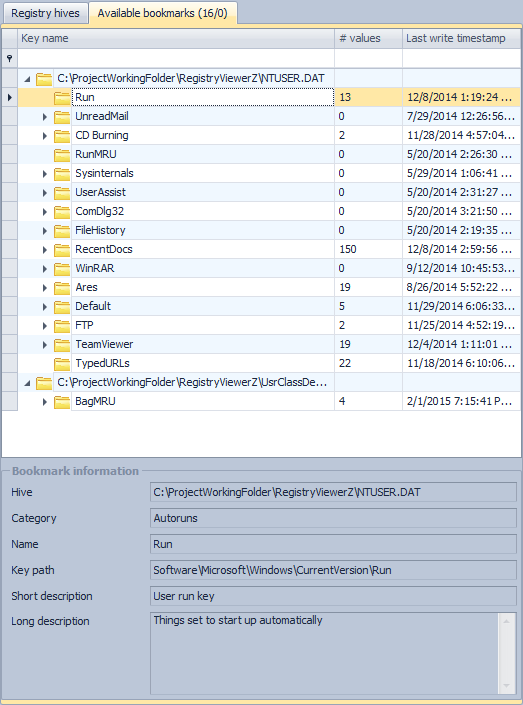 Registry hives Available bookmarks (16/0)
Key name # values Last write timestamp
C:\ProjectWorkingFolder\RegistryViewerZ\NTUSER.DAT
Run 13 12/8/2014 1:19:24 ...
UnreadMail 0 7/29/2014 12:26:56...
CD Burning 2 11/28/2014 4:57:04...
RunMRU 0 5/20/2014 2:26:30 ...
Sysinternals 0 5/29/2014 1:06:41 ...
UserAssist 0 5/20/2014 2:31:27 ...
ComDlg32 0 5/20/2014 3:21:50 ...
FileHistory 0 5/20/2014 2:19:35 ...
RecentDocs 150 12/8/2014 2:59:56 ...
WinRAR 0 9/12/2014 10:45:53...
Ares 19 8/26/2014 5:52:22 ...
Default 5 11/29/2014 6:06:33...
FTP 2 11/25/2014 4:52:19...
TeamViewer 19 12/4/2014 1:11:01 ...
TypedURLs 22 11/18/2014 6:10:06...
C:\ProjectWorkingFolder\RegistryViewerZ\UsrClassDe...
BagMRU 4 2/1/2015 7:15:41 P...
Bookmark information
Hive C:\ProjectWorkingFolder\RegistryViewerZ\NTUSER.DAT
Category Autoruns
Name Run
Key path Software\Microsoft\Windows\CurrentVersion\Run
Short description User run key
Long description Things set to start up automatically